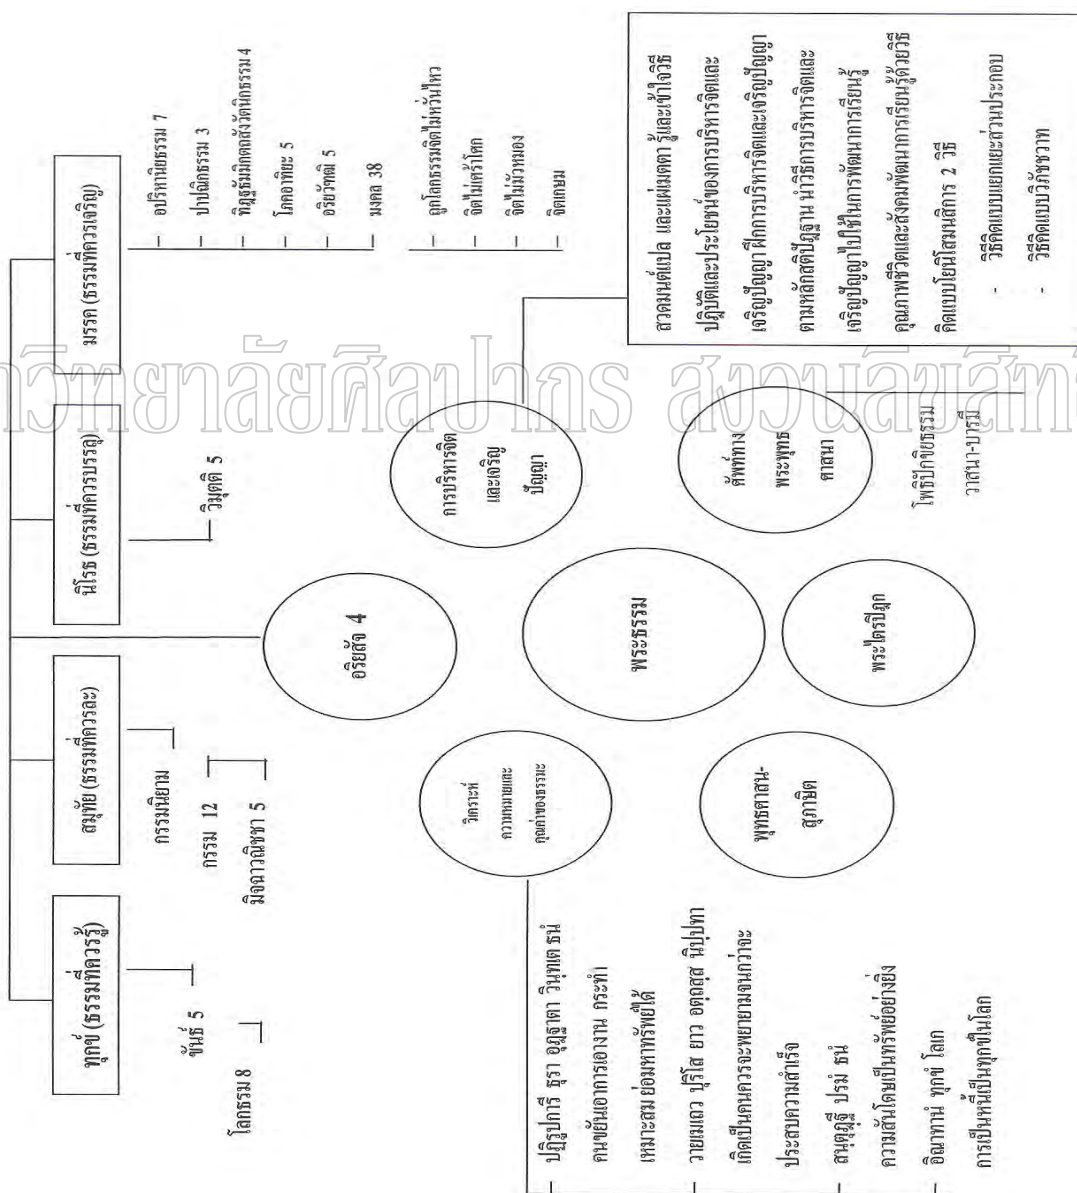 ทุกข์ (ธรรมที่ควรรู้)
ขันธ์ 5
โลกธรรม 8
สมุทัย (ธรรมที่ควรละ)
กรรมนิยาม
กรรม 12
มิจฉาวณิชชา 5
นิโรธ (ธรรมที่ควรบรรลุ)
วิมุตติ 5
มรรค (ธรรมที่ควรเจริญ)
อปริหานิยธรรม 7
ปาปณิกธรรม 3
ทิฏฐธัมมิกัตถสังวัตนิกธรรม 4
โภคอาทิยะ 5
อริยวัฑฒิ 5
มงคล 38
ถูกโลกธรรมจิตไม่หวั่นไหว
จิตไม่เศร้าโศก
จิตไม่มัวหมอง
จิตเกษม
อริยสัจ 4
วิเคราะห์
ความหมายและ
คุณค่าของธรรมะ
การบริหารจิต
และเจริญ
ปัญญา
พระธรรม
พุทธศาสน-
สุภาษิต
พระไตรปิฎก
ศัพท์ทาง
พระพุทธ
ศาสนา
โพธิปักขิยธรรม
วาสนา-บารมี
สวดมนต์แปล และแผ่เมตตา รู้และเข้าใจวิธี
ปฏิบัติและประโยชน์ของการบริหารจิตและ
เจริญปัญญา ฝึกการบริหารจิตและเจริญปัญญา
ตามหลักสติปัฏฐาน นำวิธีการบริหารจิตและ
เจริญปัญญาไปใช้ในการพัฒนาการเรียนรู้
คุณภาพชีวิตและสังคมพัฒนาการเรียนรู้ด้วยวิธี
คิดแบบโยนิโสมนสิการ 2 วิธี
- วิธีคิดแบบแยกแยะส่วนประกอบ
- วิธีคิดแบบวิภัชชวาท
ปฏิรูปการี ธุรา อุฏฐาตา วินฺทเต ธนํ
คนขยันเอาการเอางาน กระทำ
เหมาะสม ย่อมหาทรัพย์ได้
วายเมเถว ปุริโส ยาว อตฺถสฺส นิปฺปทา
เกิดเป็นคนควรจะพยายามจนกว่าจะ
ประสบความสำเร็จ
สนฺตุฏฺฐี ปรมํ ธนํ
ความสันโดษเป็นทรัพย์อย่างยิ่ง
อิณาทานํ ทุกฺขํ โลเก
การเป็นหนี้เป็นทุกข์ในโลก